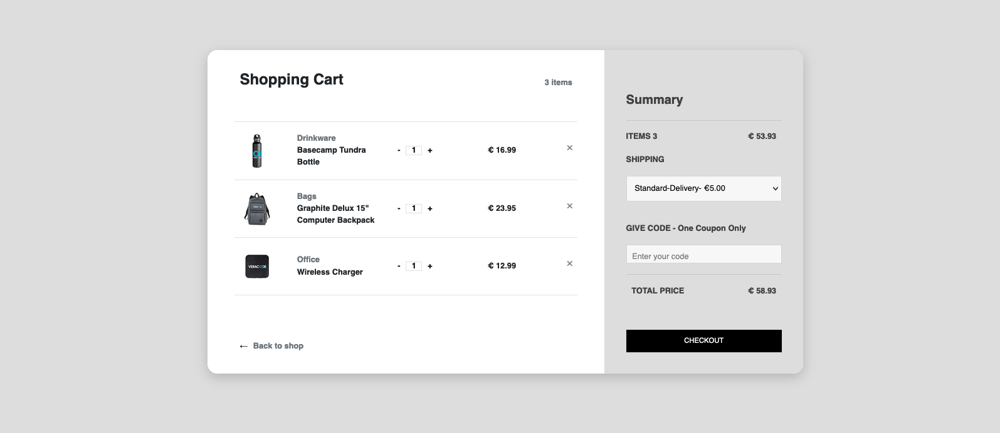 Shopping Cart
3 items
Drinkware
Basecamp Tundra
Bottle
- 1 +
€ 16.99
×
Bags
Graphite Delux 15"
Computer Backpack
- 1 +
€ 23.95
×
VERACODE
Office
Wireless Charger
- 1 +
€ 12.99
×
← Back to shop
Summary
ITEMS 3 € 53.93
SHIPPING
Standard-Delivery- €5.00
GIVE CODE - One Coupon Only
Enter your code
TOTAL PRICE € 58.93
CHECKOUT